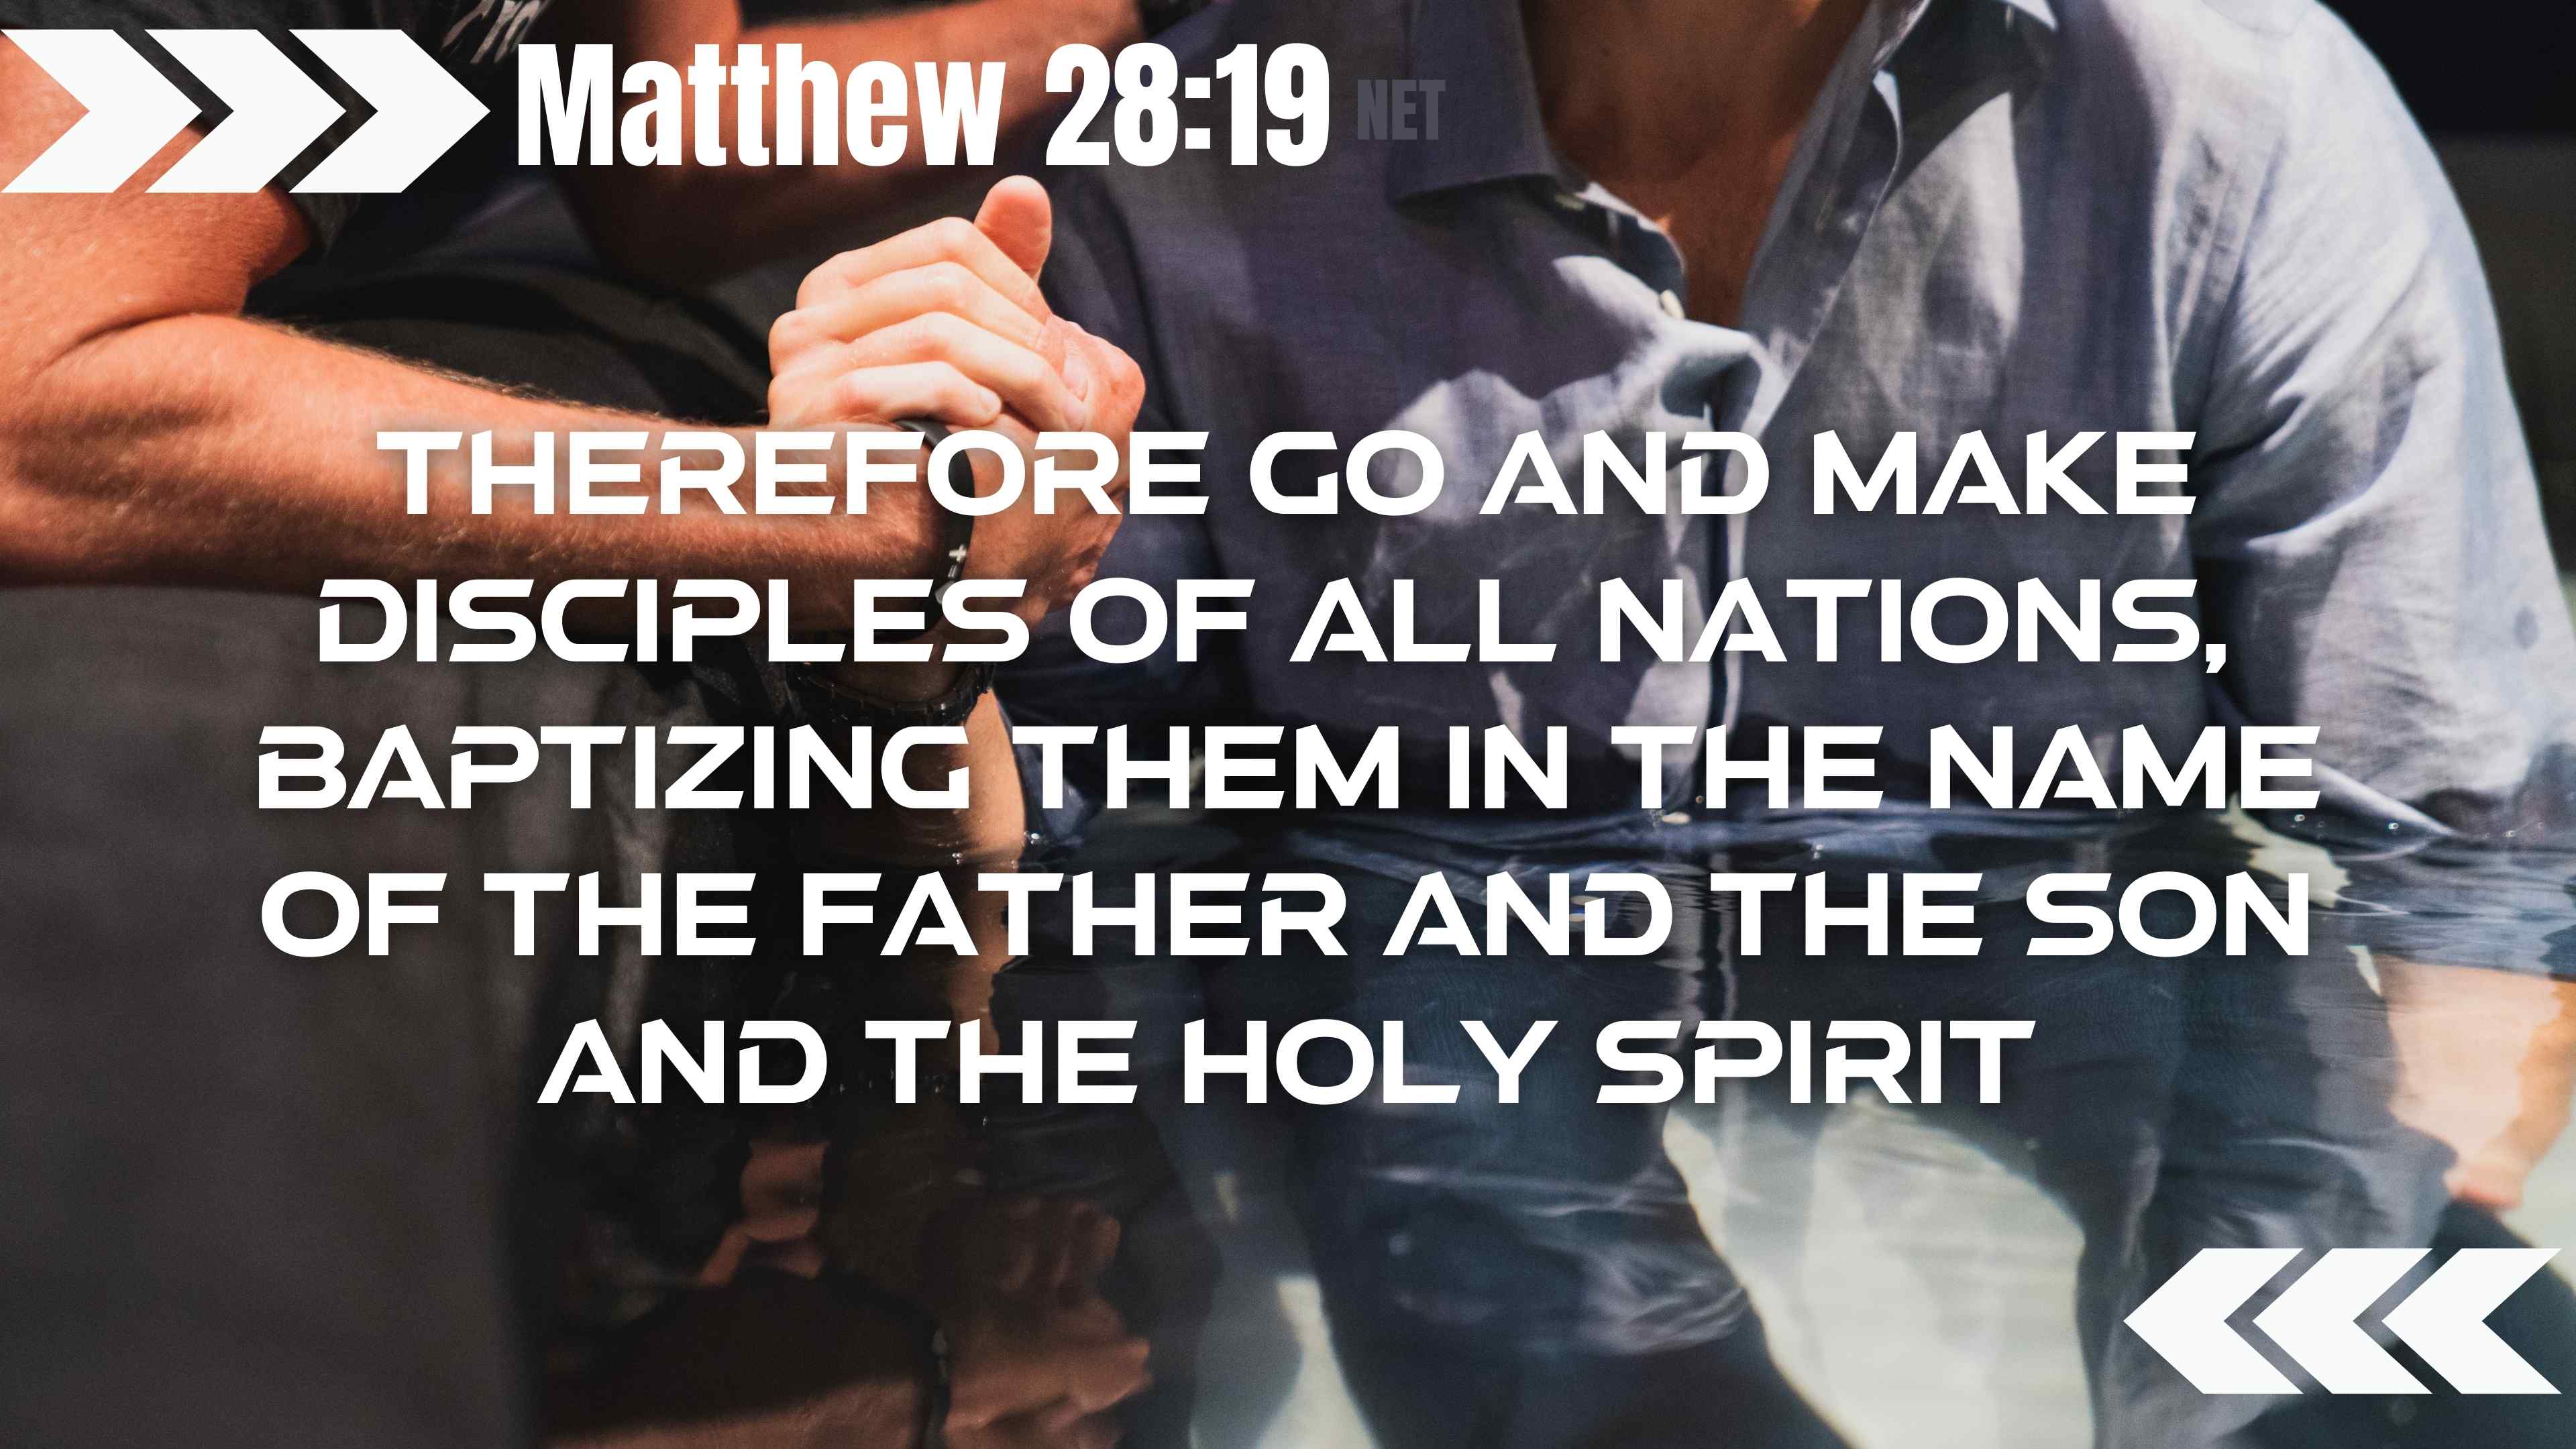 Matthew 28:19 NET
THEREFORE GO AND MAKE
DISCIPLES OF ALL NATIONS,
BAPTIZING THEM IN THE NAME
OF THE FATHER AND THE SON
AND THE HOLY SPIRIT